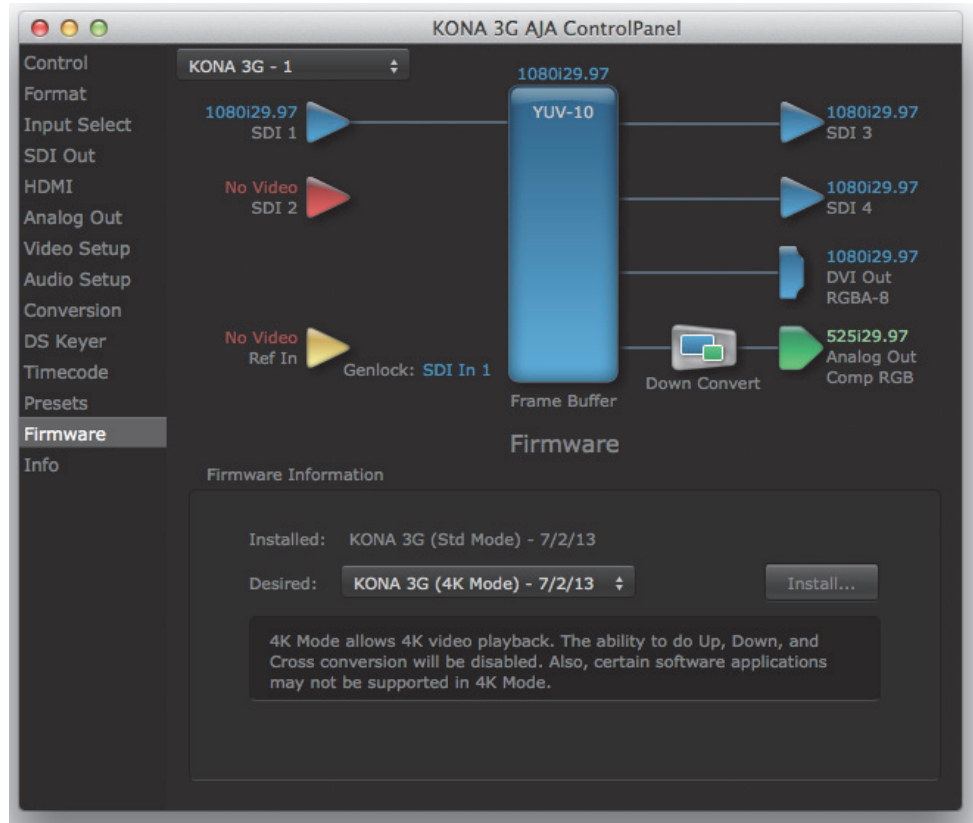 KONA 3G AJA ControlPanel
Control
Format
Input Select
SDI Out
HDMI
Analog Out
Video Setup
Audio Setup
Conversion
DS Keyer
Timecode
Presets
Firmware
Info
KONA 3G - 1
1080i29.97
YUV-10
1080i29.97
SDI 1
No Video
SDI 2
No Video
Ref In
Genlock: SDI In 1
Frame Buffer
1080i29.97
SDI 3
1080i29.97
SDI 4
1080i29.97
DVI Out
RGBA-8
Down Convert
525i29.97
Analog Out
Comp RGB
Firmware
Firmware Information
Installed: KONA 3G (Std Mode) - 7/2/13
Desired: KONA 3G (4K Mode) - 7/2/13 Install...
4K Mode allows 4K video playback. The ability to do Up, Down, and
Cross conversion will be disabled. Also, certain software applications
may not be supported in 4K Mode.